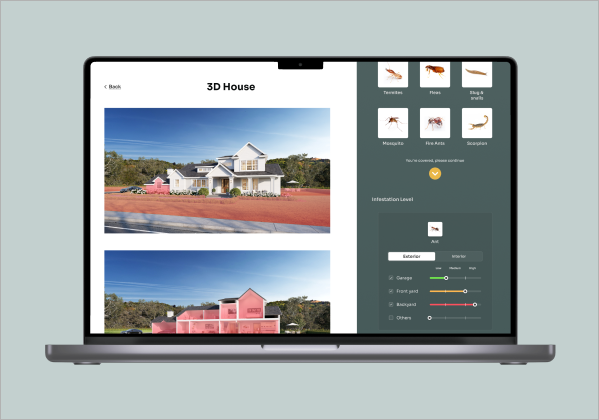 Back
3D House
Termites
Fleas
Slug & snails
Mosquito
Fire Ants
Scorpion
You're covered, please continue
Infestation Level
Ant
Exterior
Interior
Low
Medium
High
Garage
Front yard
Backyard
Others